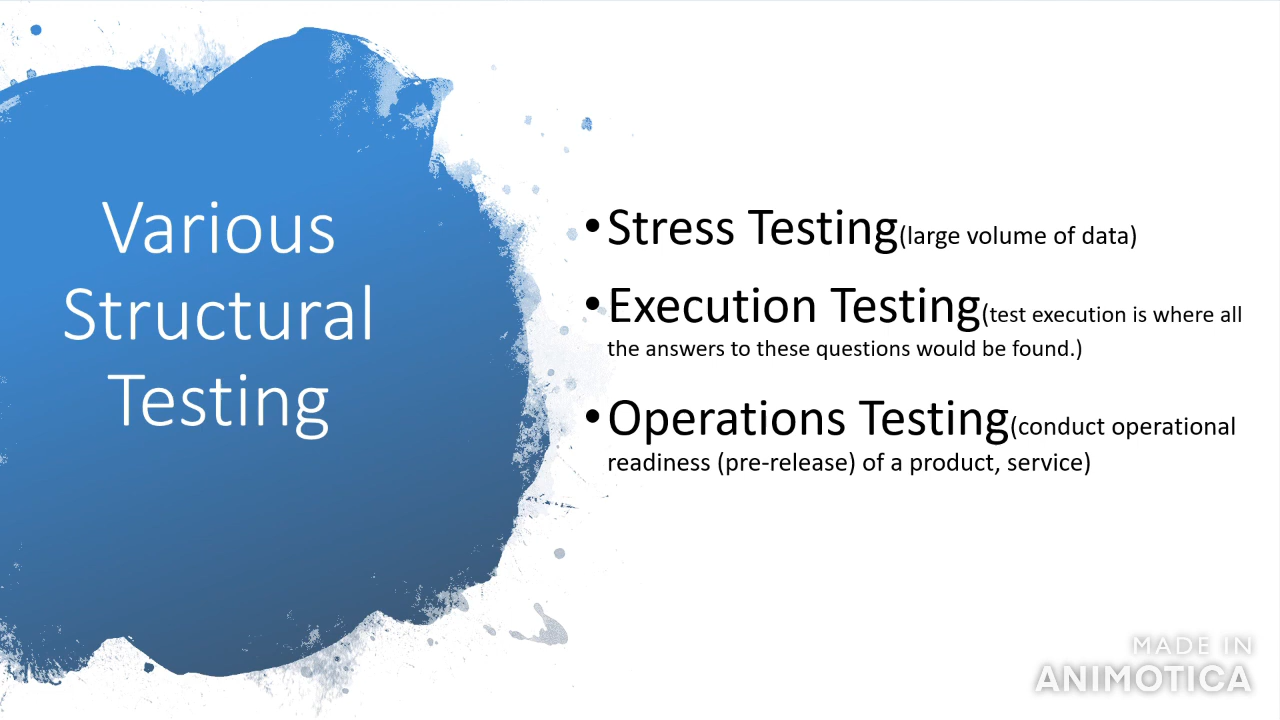 Various
Structural
Testing
•Stress Testing(large volume of data)
•Execution Testing(test execution is where all
the answers to these questions would be found.)
•Operations Testing(conduct operational
readiness (pre-release) of a product, service)
MADE IN
ANIMOTICA